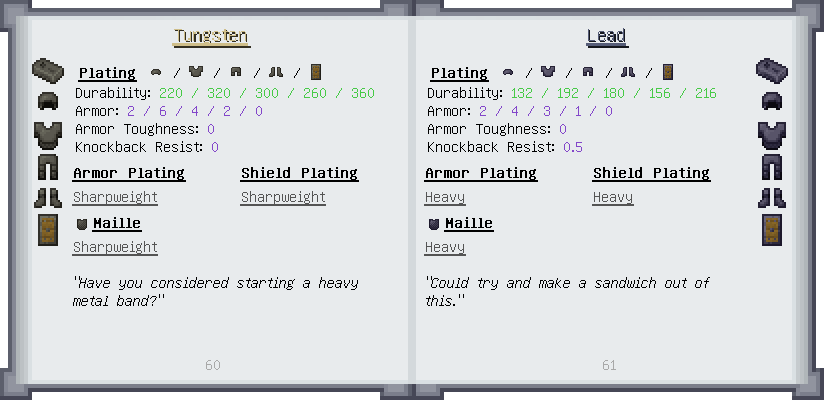 Tungsten
Plating / / / /
Durability: 220 / 320 / 300 / 260 / 360
Armor: 2 / 6 / 4 / 2 / 0
Armor Toughness: 0
Knockback Resist: 0
Armor Plating Shield Plating
Sharpweight Sharpweight
Maille
Sharpweight
"Have you considered starting a heavy
metal band?"
60
Lead
Plating / / / /
Durability: 132 / 192 / 180 / 156 / 216
Armor: 2 / 4 / 3 / 1 / 0
Armor Toughness: 0
Knockback Resist: 0.5
Armor Plating Shield Plating
Heavy Heavy
Maille
Heavy
"Could try and make a sandwich out of
this."
61